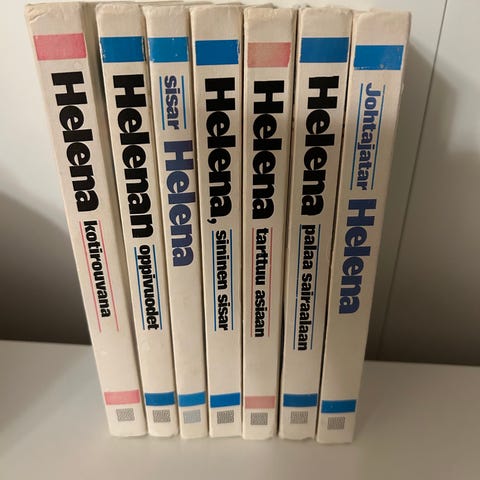 Helena kotirouvana
Helenan oppivuodet
sisar Helena
Helena, sininen sisar
Helena tarttuu asiaan
Helena palaa sairaalaan
Johtajatar Helena